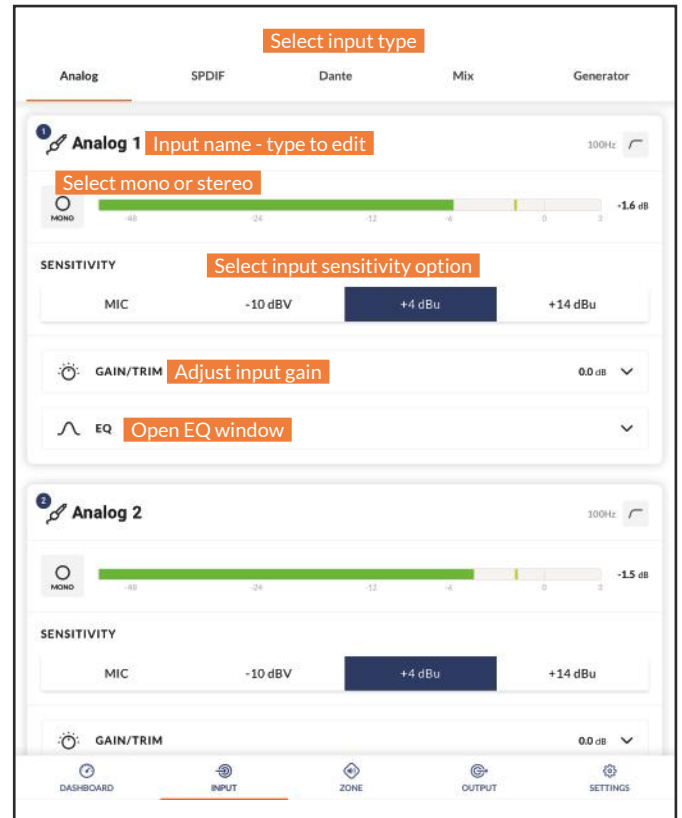 Select input type
Analog SPDIF Dante Mix Generator
1 Analog 1 Input name - type to edit 100Hz
Select mono or stereo
MONO -48 -24 -12 -4 0 3 -1.6 dB
SENSITIVITY Select input sensitivity option
MIC -10 dBV +4 dBu +14 dBu
GAIN/TRIM Adjust input gain 0.0 dB
EQ Open EQ window
2 Analog 2 100Hz
MONO -48 -24 -12 -4 0 3 -1.5 dB
SENSITIVITY
MIC -10 dBV +4 dBu +14 dBu
GAIN/TRIM 0.0 dB
DASHBOARD INPUT ZONE OUTPUT SETTINGS